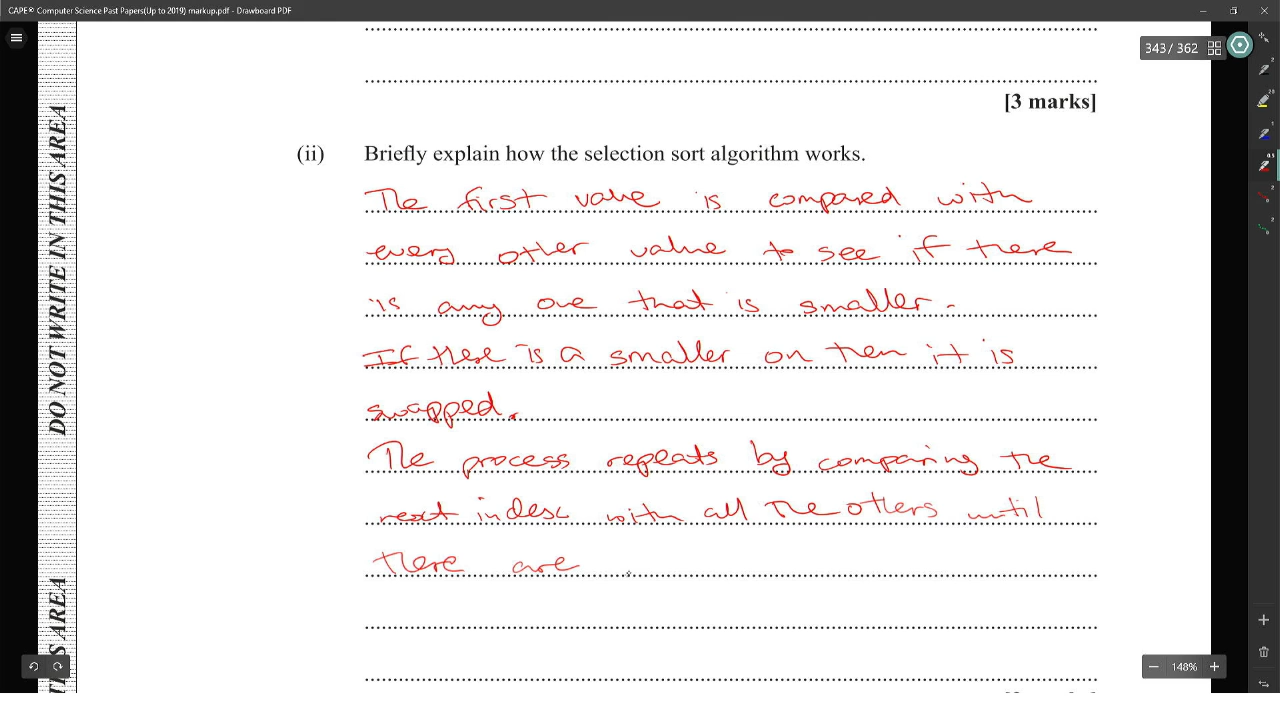 CAPE® Computer Science Past Papers(Up to 2019) markup.pdf - Drawboard PDF
343 / 362
[3 marks]
(ii) Briefly explain how the selection sort algorithm works.
The first value is compared with
every other value to see if there
is any one that is smaller.
If there is a smaller on then it is
swapped.
The process repeats by comparing the
next index with all the others until
there are
DO NOT WRITE IN THIS AREA
THIS AREA
148%